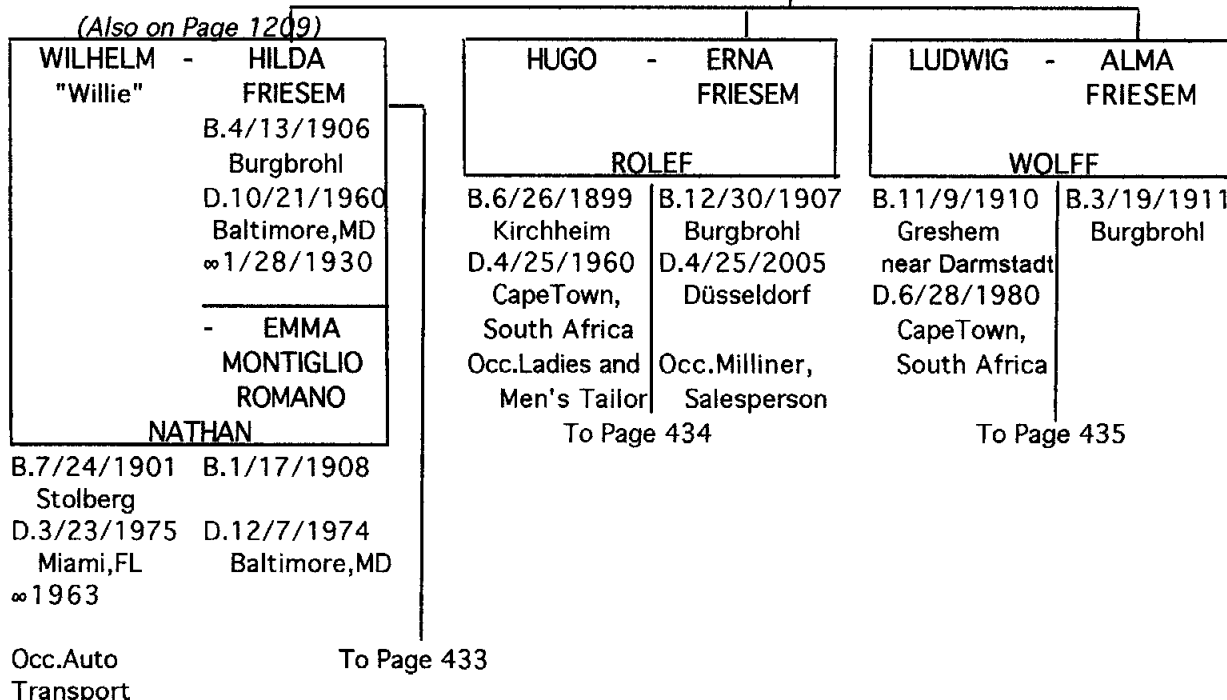 (Also on Page 1209)
WILHELM - HILDA
"Willie" FRIESEM
B.4/13/1906
Burgbrohl
D.10/21/1960
Baltimore,MD
∞1/28/1930
- EMMA
MONTIGLIO
ROMANO
NATHAN
B.7/24/1901 B.1/17/1908
Stolberg
D.3/23/1975 D.12/7/1974
Miami,FL Baltimore,MD
∞1963
Occ.Auto
Transport
To Page 433
HUGO - ERNA
FRIESEM
ROLEF
B.6/26/1899 B.12/30/1907
Kirchheim Burgbrohl
D.4/25/1960 D.4/25/2005
CapeTown, Düsseldorf
South Africa
Occ.Ladies and Occ.Milliner,
Men's Tailor Salesperson
To Page 434
LUDWIG - ALMA
FRIESEM
WOLFF
B.11/9/1910 B.3/19/1911
Greshem Burgbrohl
near Darmstadt
D.6/28/1980
CapeTown,
South Africa
To Page 435